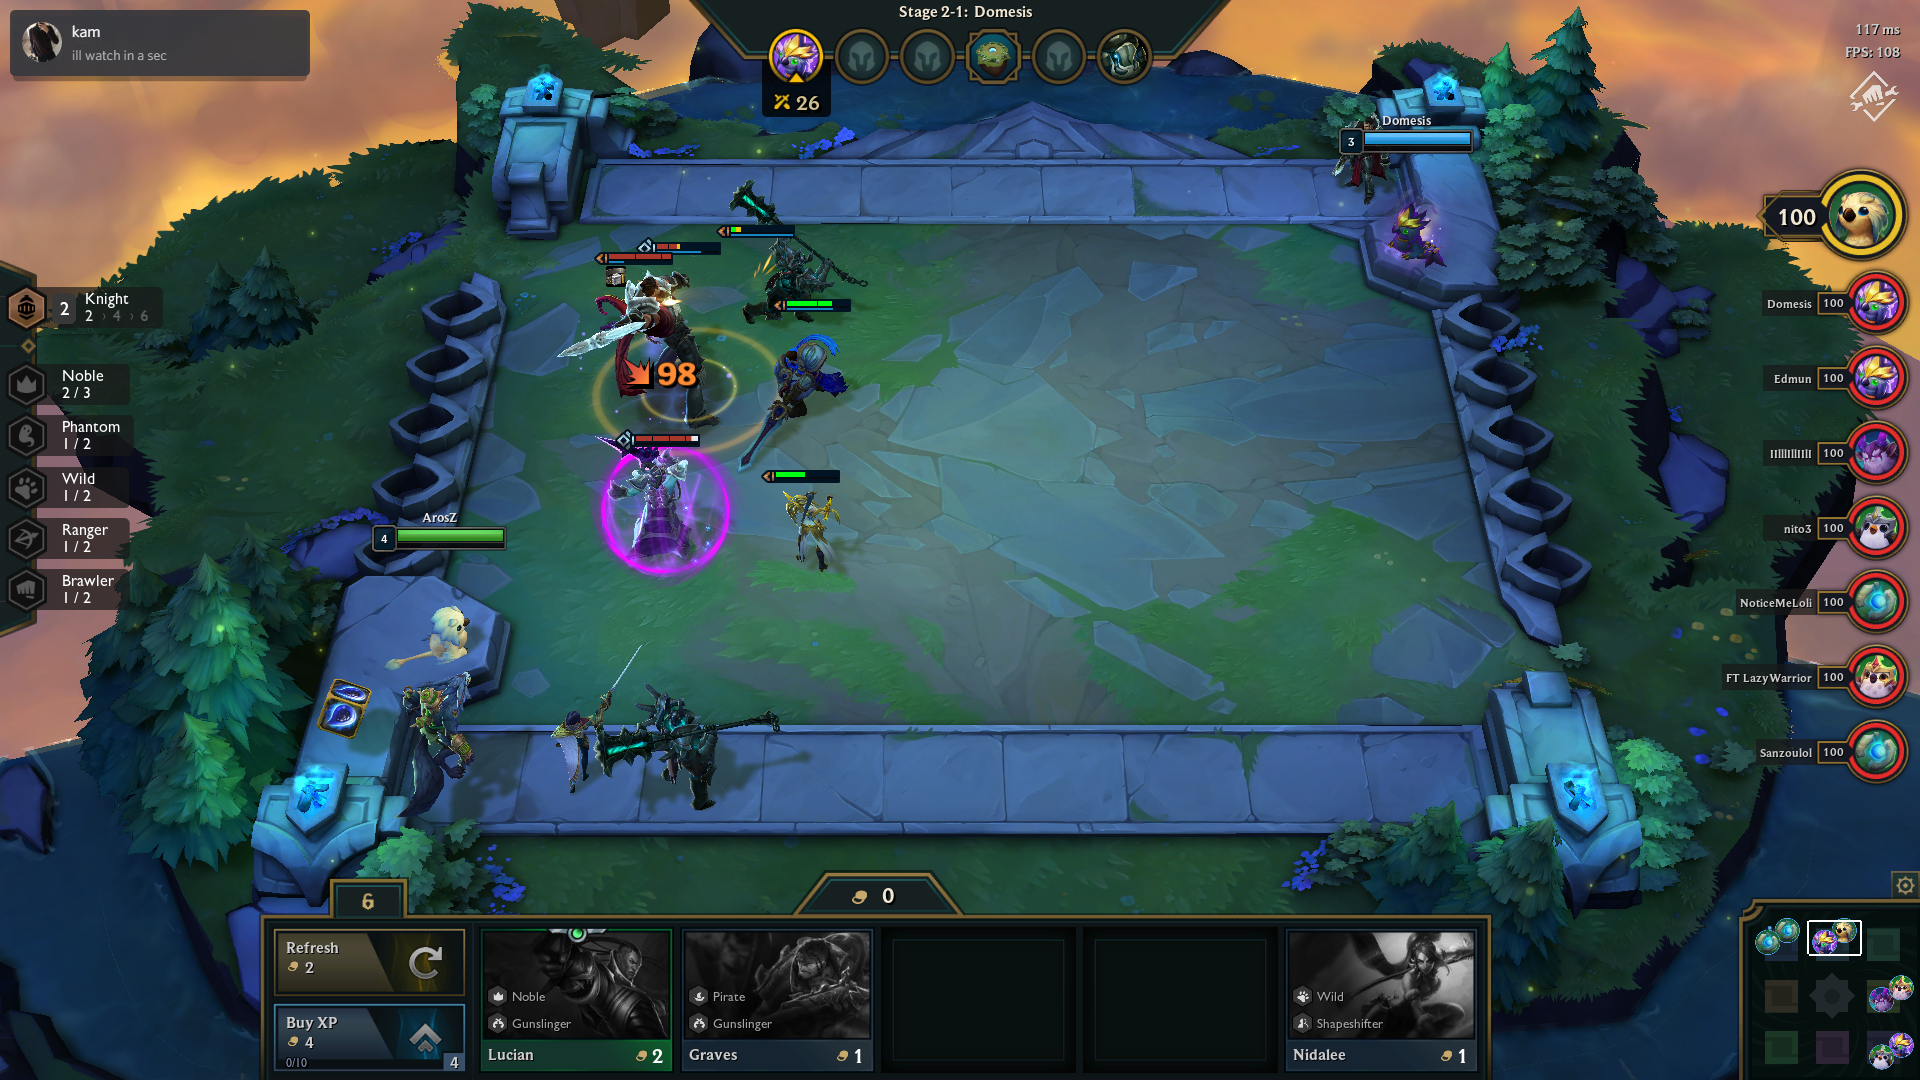 kam
ill watch in a sec
Stage 2-1: Domesis
26
117 ms
FPS: 108
Domesis
3
100
Domesis 100
Edmun 100
IIIIIIIIIIII 100
nito3 100
NoticeMeLoli 100
FT LazyWarrior 100
Sanzoulol 100
2 Knight
2 › 4 › 6
Noble
2 / 3
Phantom
1 / 2
Wild
1 / 2
Ranger
1 / 2
Brawler
1 / 2
98
ArosZ
4
6
0
Refresh
2
Buy XP
4
0/10
4
Noble
Gunslinger
Lucian 2
Pirate
Gunslinger
Graves 1
Wild
Shapeshifter
Nidalee 1